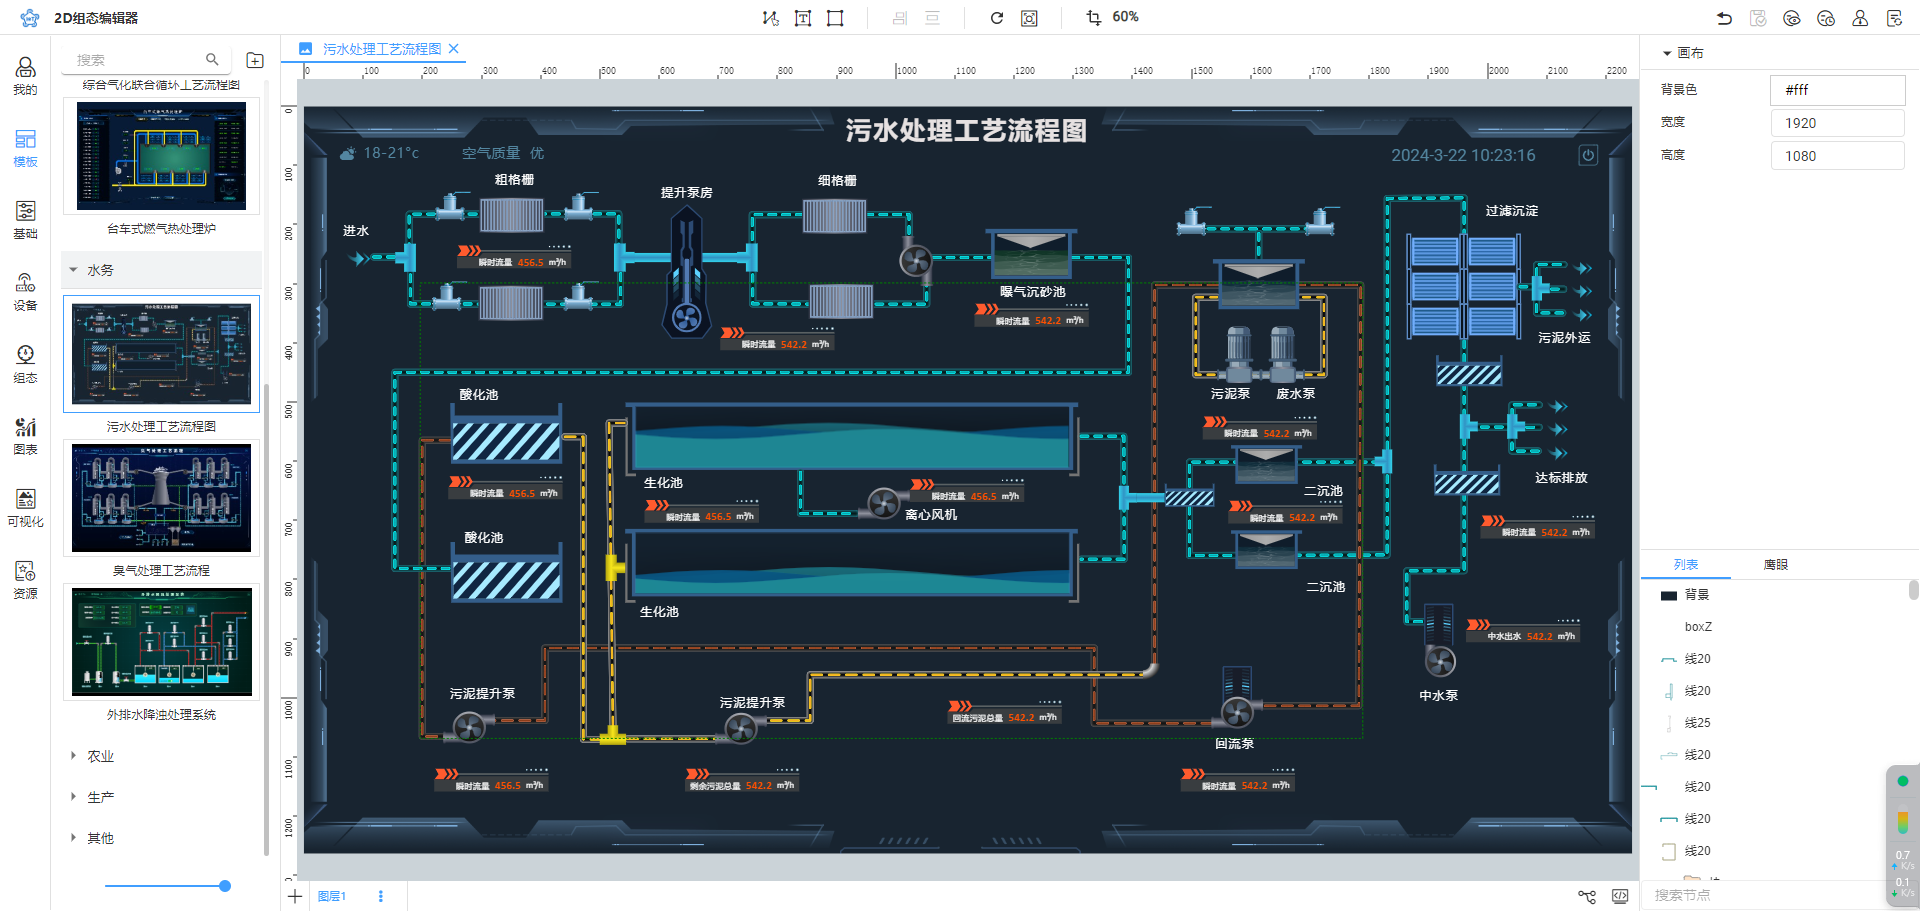 2D组态编辑器
60%
我的
模板
基础
设备
组态
图表
可视化
资源
搜索
综合气化联合循环工艺流程图
台车式燃气热处理炉
水务
污水处理工艺流程图
臭气处理工艺流程
外排水降浊处理系统
农业
生产
其他
污水处理工艺流程图
0 100 200 300 400 500 600 700 800 900 1000 1100 1200 1300 1400 1500 1600 1700 1800 1900 2000 2100 2200
0
100
200
300
400
500
600
700
800
900
1000
1100
1200
污水处理工艺流程图
18-21°c 空气质量 优
2024-3-22 10:23:16
粗格栅
提升泵房
细格栅
过滤沉淀
进水
瞬时流量 456.5 m³/h
曝气沉砂池
瞬时流量 542.2 m³/h
瞬时流量 542.2 m³/h
污泥外运
酸化池
污泥泵
废水泵
瞬时流量 542.2 m³/h
瞬时流量 456.5 m³/h
生化池
瞬时流量 456.5 m³/h
瞬时流量 456.5 m³/h
离心风机
二沉池
瞬时流量 542.2 m³/h
达标排放
瞬时流量 542.2 m³/h
酸化池
二沉池
生化池
中水出水 542.2 m³/h
中水泵
污泥提升泵
污泥提升泵
回流污泥总量 542.2 m³/h
回流泵
瞬时流量 456.5 m³/h
剩余污泥总量 542.2 m³/h
瞬时流量 542.2 m³/h
图层1
画布
背景色 #fff
宽度 1920
高度 1080
列表 鹰眼
背景
boxZ
线20
线20
线25
线20
线20
线20
线20
搜索节点
0.7
K/s
0.1
K/s